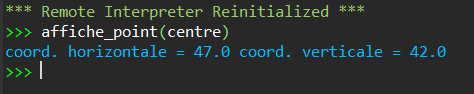 *** Remote Interpreter Reinitialized ***
>>> affiche_point(centre)
coord. horizontale = 47.0 coord. verticale = 42.0
>>>